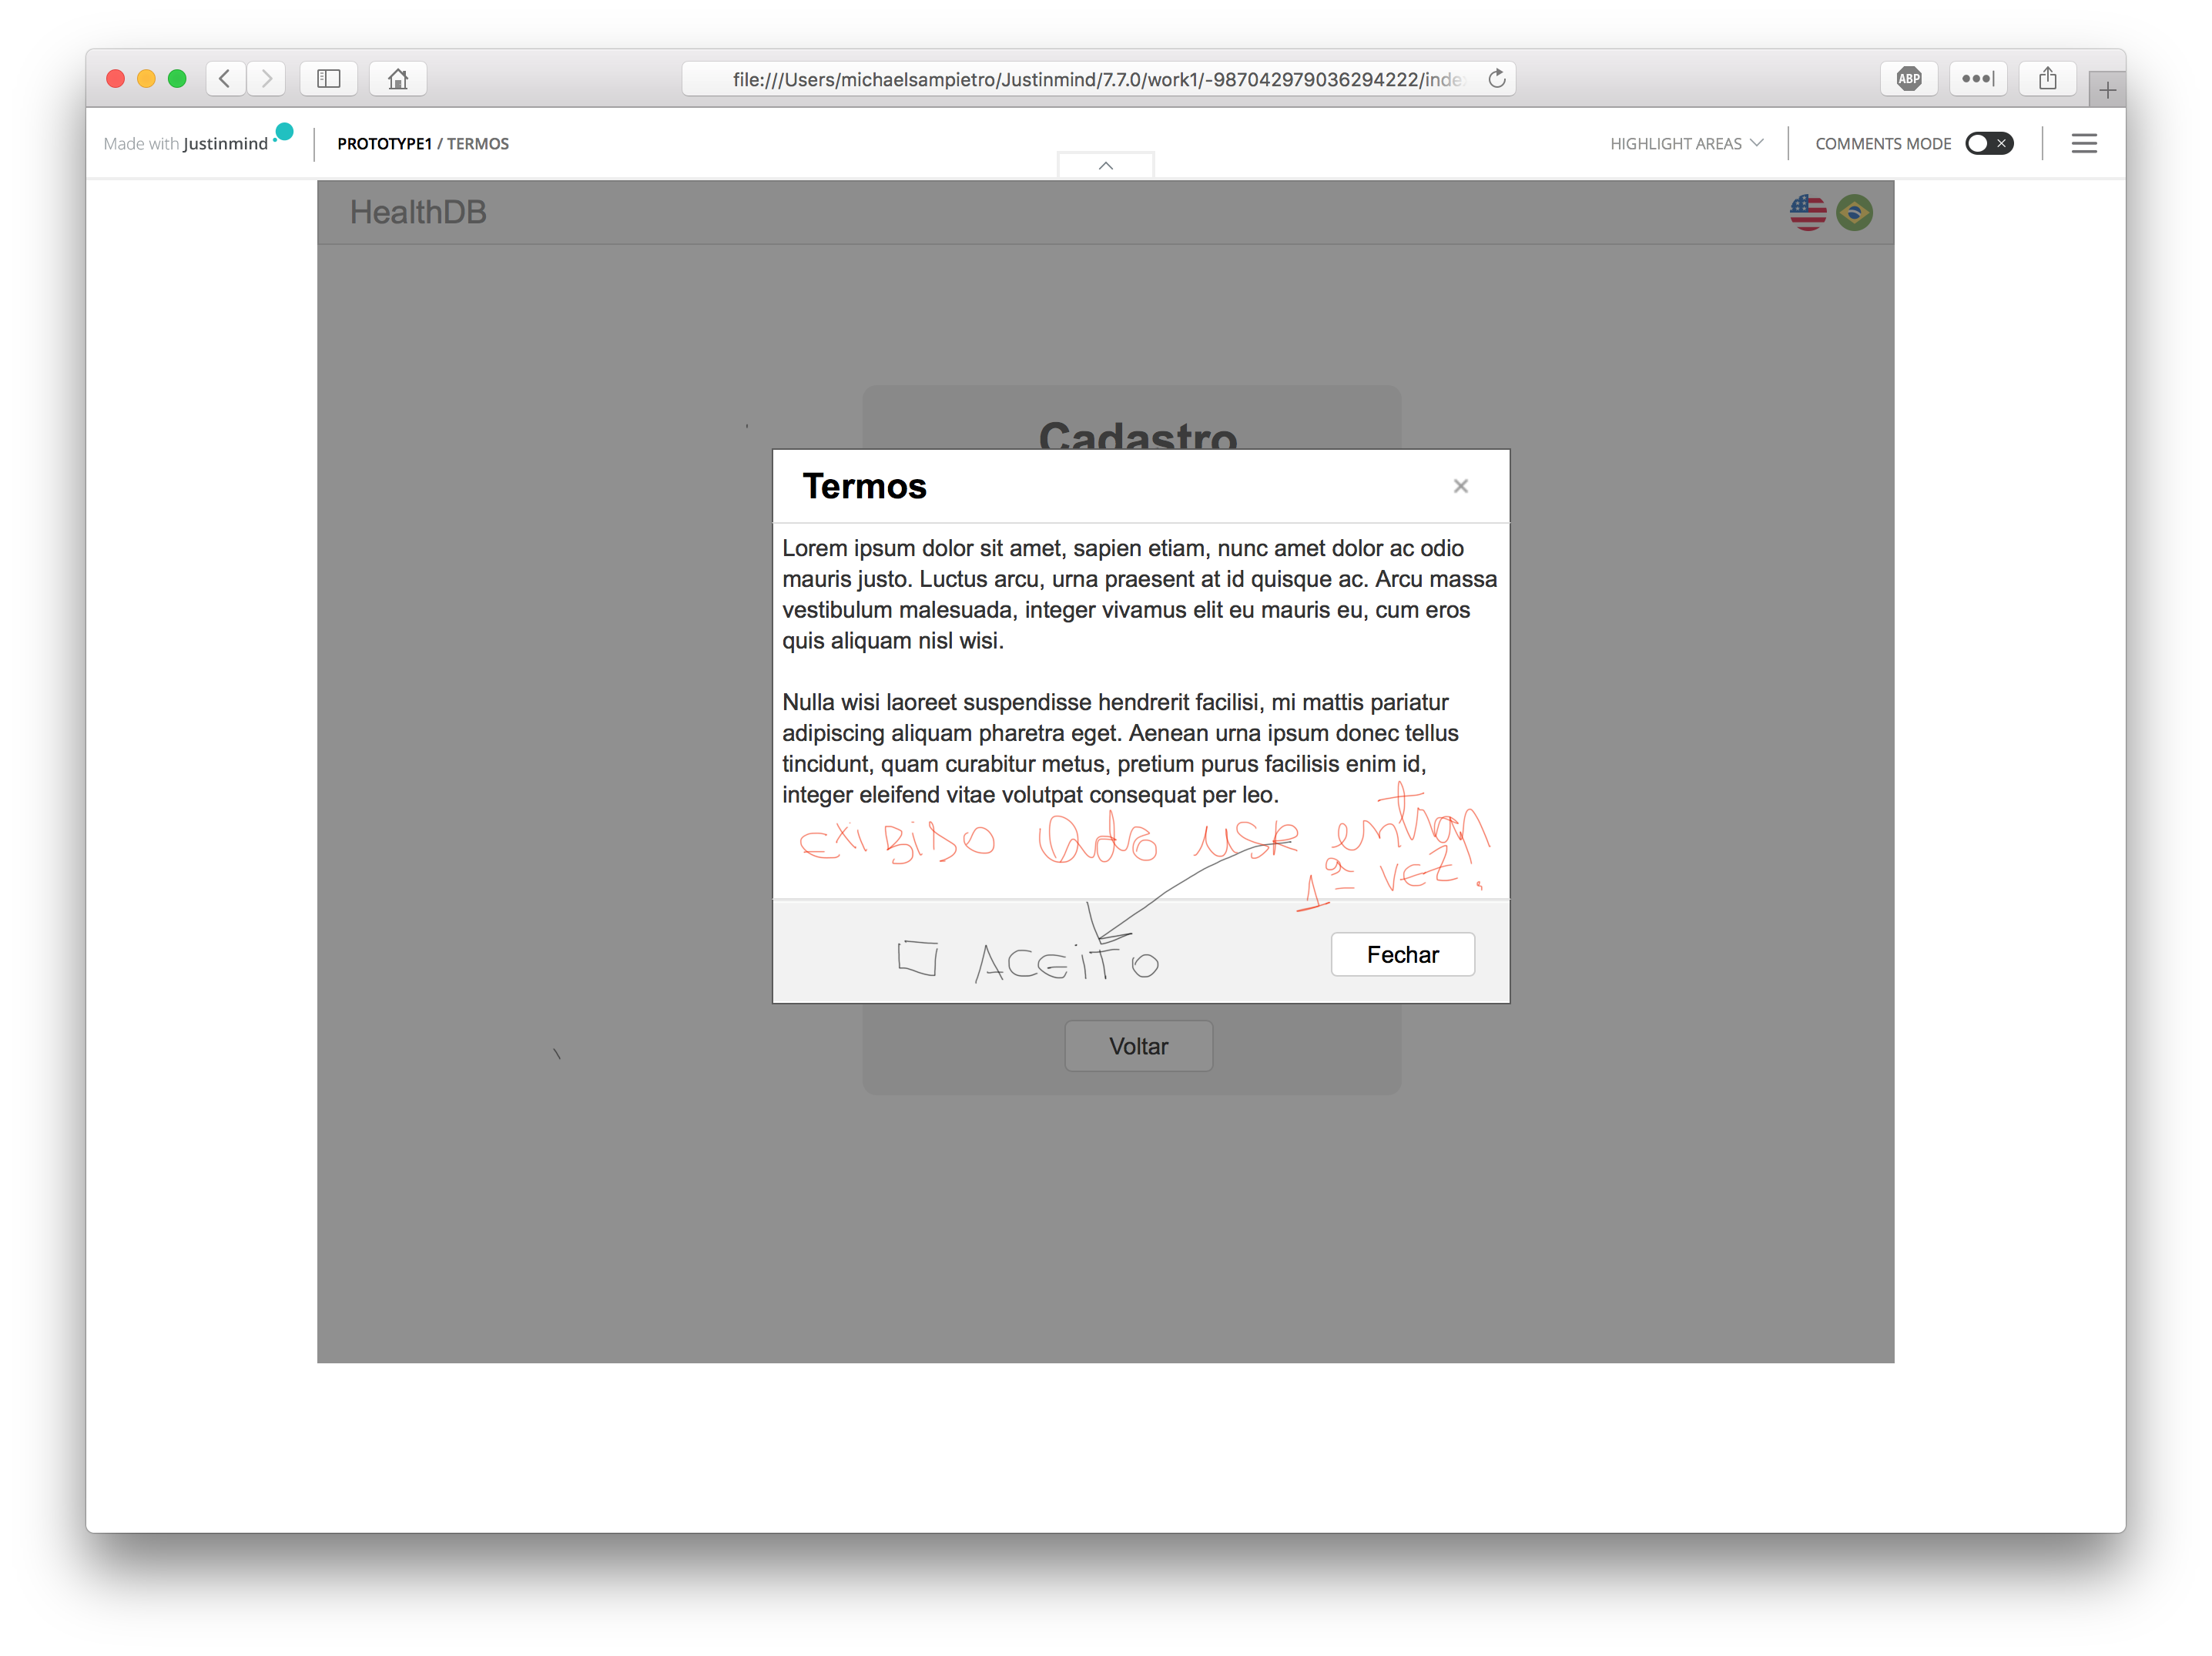 file:///Users/michaelsampietro/Justinmind/7.7.0/work1/-987042979036294222/inde
ABP
Made with Justinmind
PROTOTYPE1 / TERMOS
HIGHLIGHT AREAS
COMMENTS MODE
HealthDB
Cadastro
Termos
Lorem ipsum dolor sit amet, sapien etiam, nunc amet dolor ac odio
mauris justo. Luctus arcu, urna praesent at id quisque ac. Arcu massa
vestibulum malesuada, integer vivamus elit eu mauris eu, cum eros
quis aliquam nisl wisi.
Nulla wisi laoreet suspendisse hendrerit facilisi, mi mattis pariatur
adipiscing aliquam pharetra eget. Aenean urna ipsum donec tellus
tincidunt, quam curabitur metus, pretium purus facilisis enim id,
integer eleifend vitae volutpat consequat per leo.
EXIBIDO Qdo USR entrar
1ª VEZ.
ACEITO
Fechar
Voltar